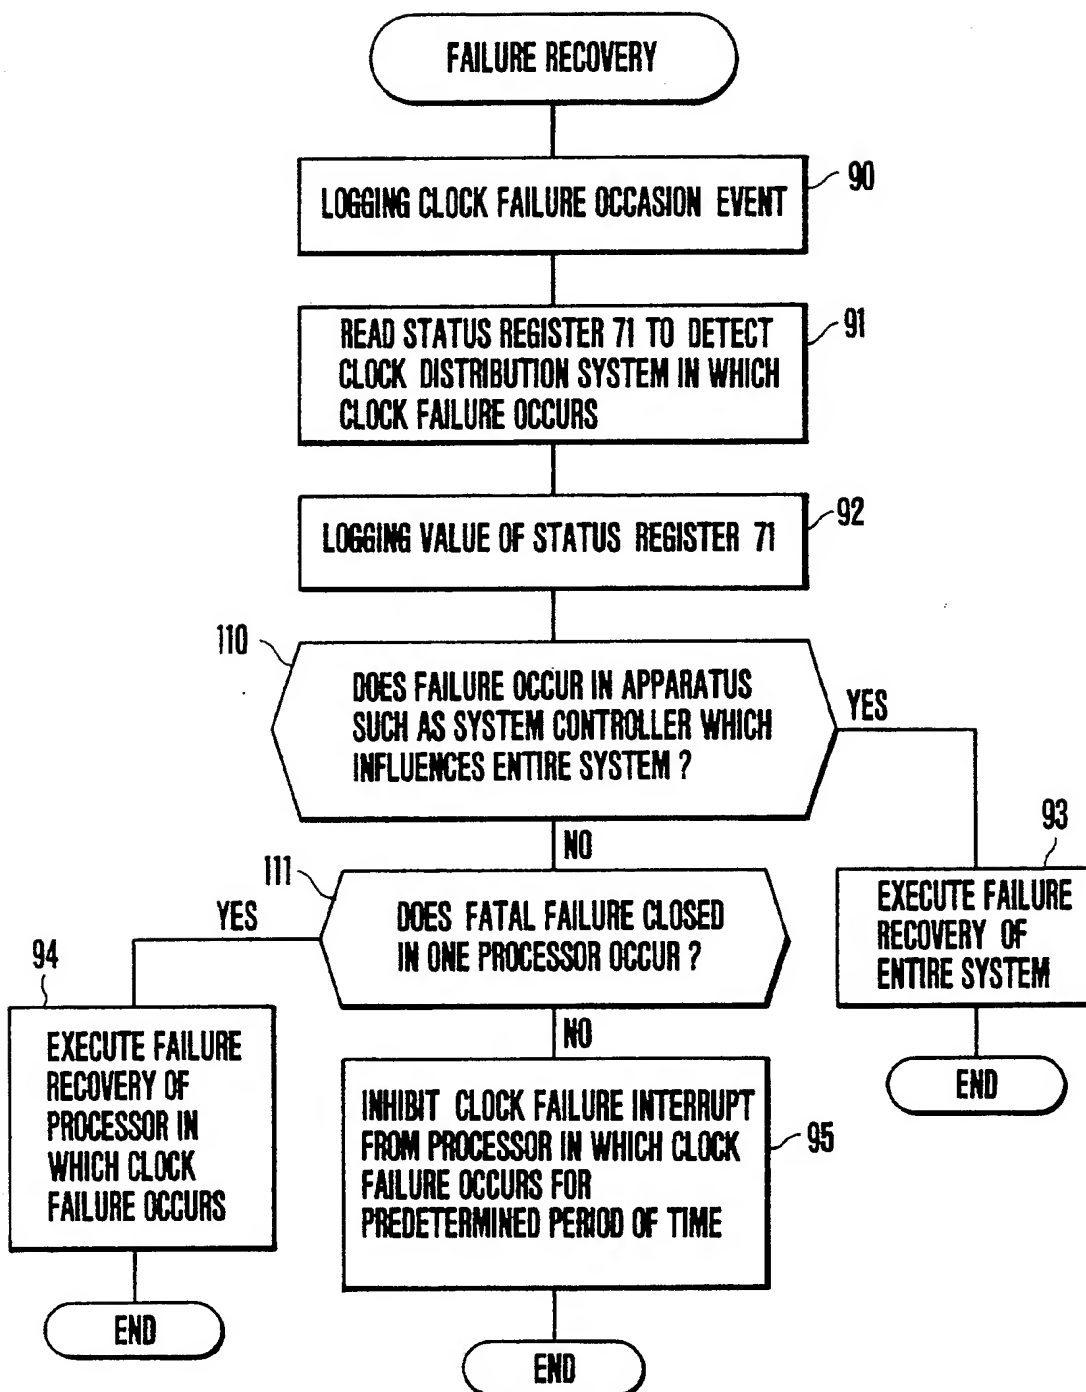 FAILURE RECOVERY
90
LOGGING CLOCK FAILURE OCCASION EVENT
91
READ STATUS REGISTER 71 TO DETECT
CLOCK DISTRIBUTION SYSTEM IN WHICH
CLOCK FAILURE OCCURS
92
LOGGING VALUE OF STATUS REGISTER 71
110
DOES FAILURE OCCUR IN APPARATUS
SUCH AS SYSTEM CONTROLLER WHICH
INFLUENCES ENTIRE SYSTEM ?
YES
NO
93
EXECUTE FAILURE
RECOVERY OF
ENTIRE SYSTEM
END
111
DOES FATAL FAILURE CLOSED
IN ONE PROCESSOR OCCUR ?
YES
NO
94
EXECUTE FAILURE
RECOVERY OF
PROCESSOR IN
WHICH CLOCK
FAILURE OCCURS
END
95
INHIBIT CLOCK FAILURE INTERRUPT
FROM PROCESSOR IN WHICH CLOCK
FAILURE OCCURS FOR
PREDETERMINED PERIOD OF TIME
END